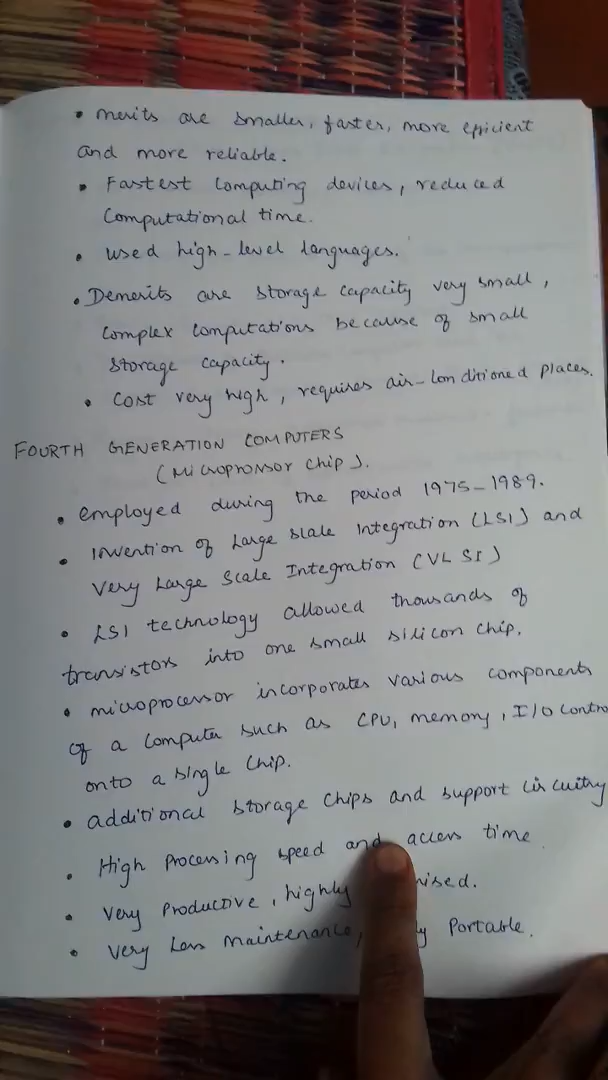 • merits are smaller, faster, more efficient
and more reliable.
• Fastest computing devices, reduced
computational time.
• used high-level languages.
• Demerits are storage capacity very small,
complex computations because of small
storage capacity.
• cost very high, requires air-conditioned places.
FOURTH GENERATION COMPUTERS
(Microprossor chip).
• employed during the period 1975-1989.
• invention of Large Scale Integration (LSI) and
Very Large Scale Integration (VLSI)
• LSI technology allowed thousands of
transistors into one small silicon chip.
• microprocessor incorporates various components
of a computer such as CPU, memory, I/O contro
onto a single chip.
• additional storage chips and support circuitry
• High Processing speed and access time.
• Very Productive, highly
• Very Less Maintenance, Portable.